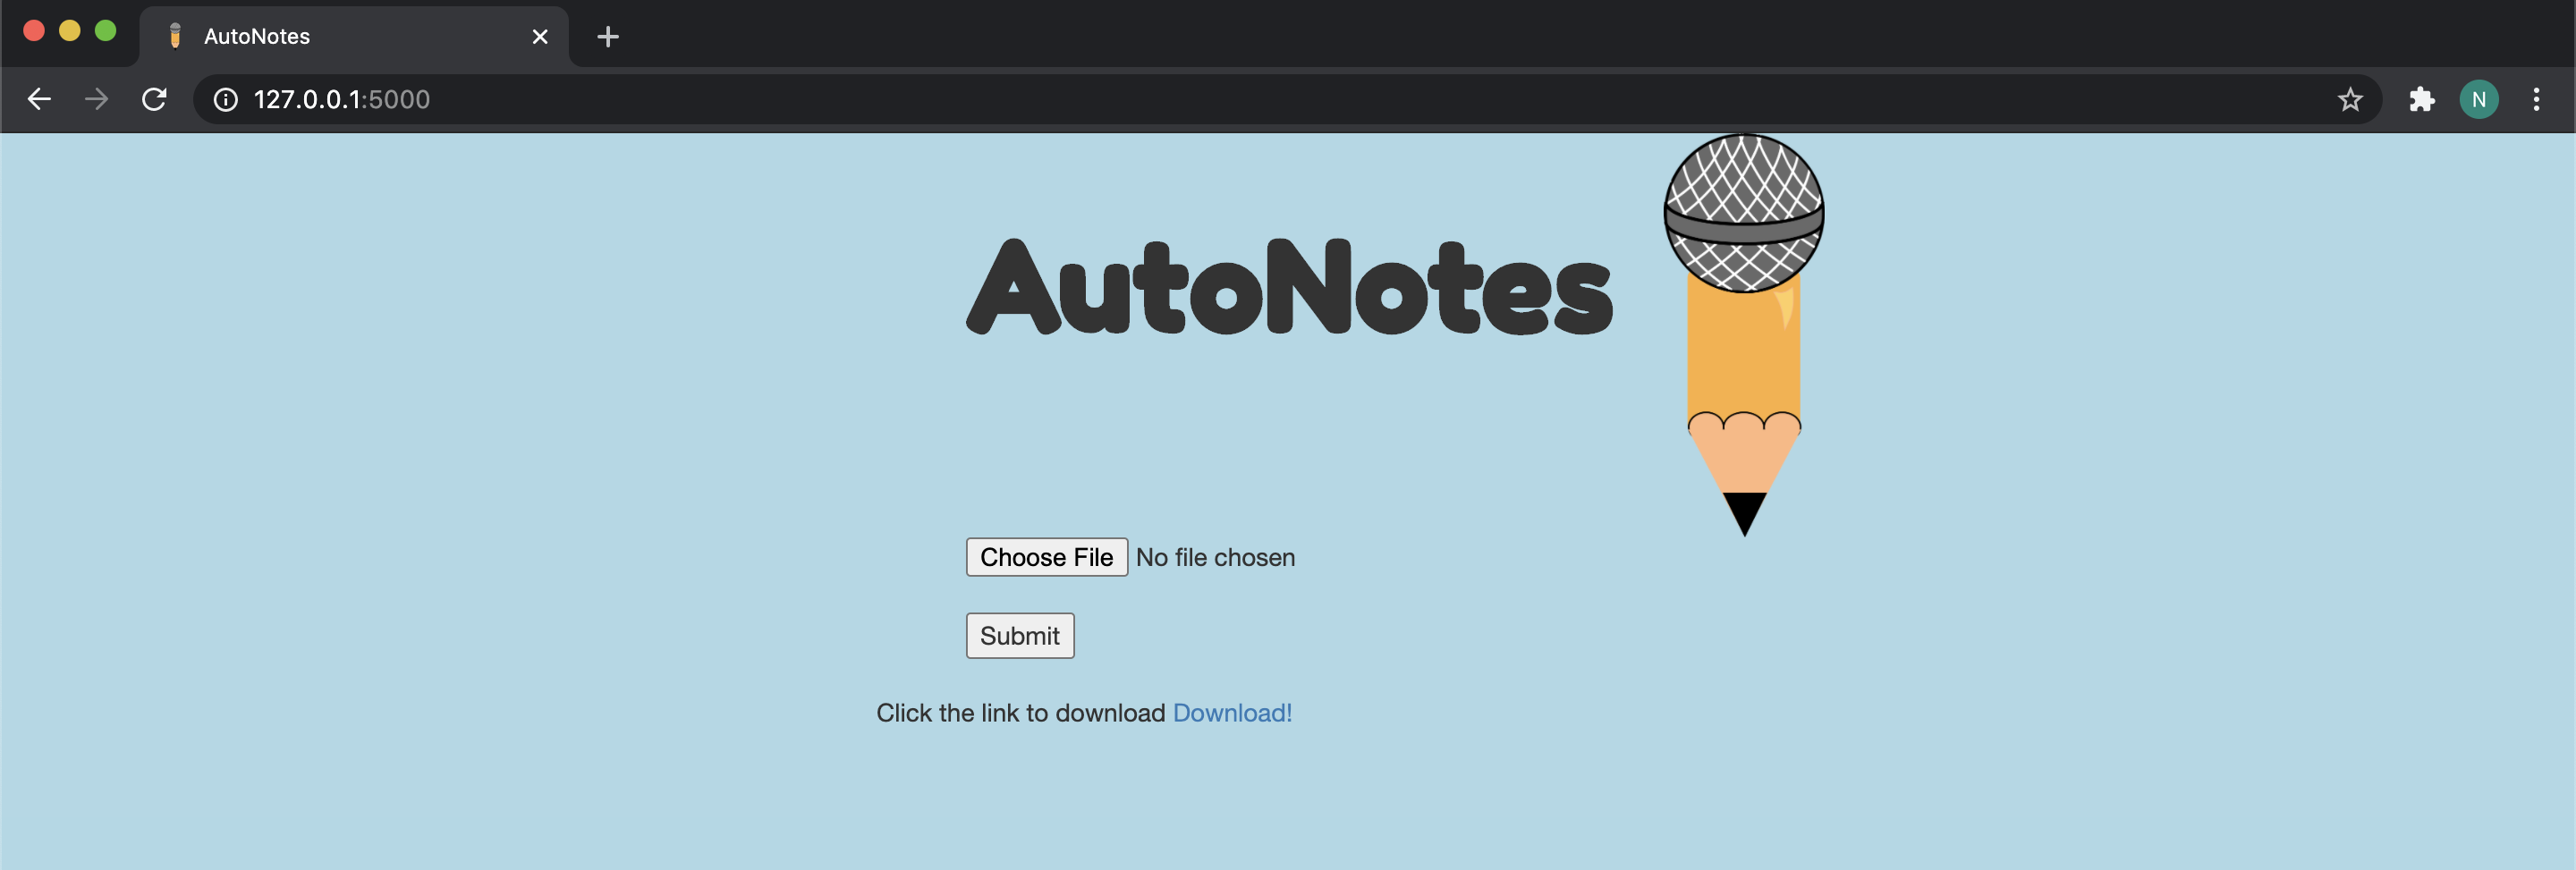 AutoNotes
127.0.0.1:5000
N
AutoNotes
Choose File No file chosen
Submit
Click the link to download Download!